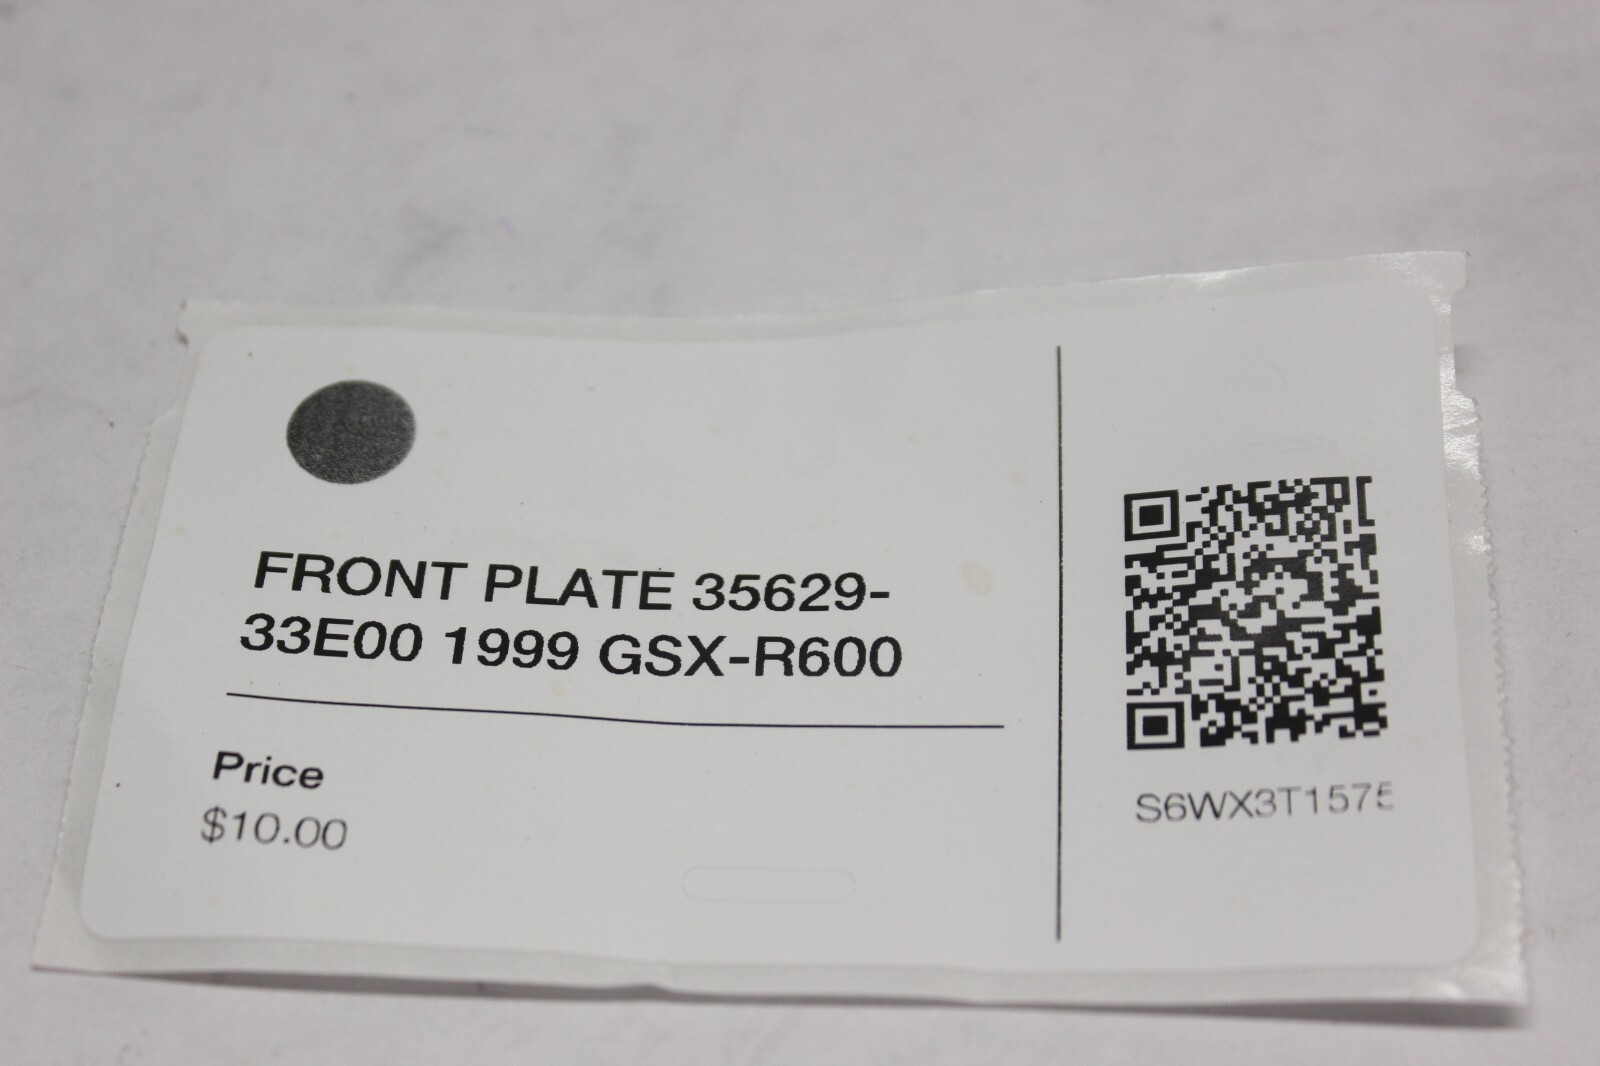 FRONT PLATE 35629-
33E00 1999 GSX-R600
Price
$10.00
S6WX3T1575